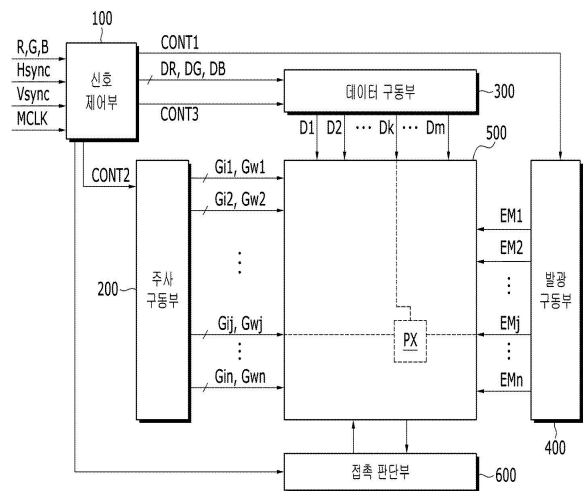 100
R,G,B
Hsync
Vsync
MCLK
신호
제어부
CONT1
DR, DG, DB
CONT3
데이터 구동부
300
D1 D2 ··· Dk ··· Dm
500
CONT2
Gi1, Gw1
Gi2, Gw2
⋮
Gij, Gwj
⋮
Gin, Gwn
200
주사
구동부
PX
EM1
EM2
⋮
EMj
⋮
EMn
발광
구동부
400
접촉 판단부
600